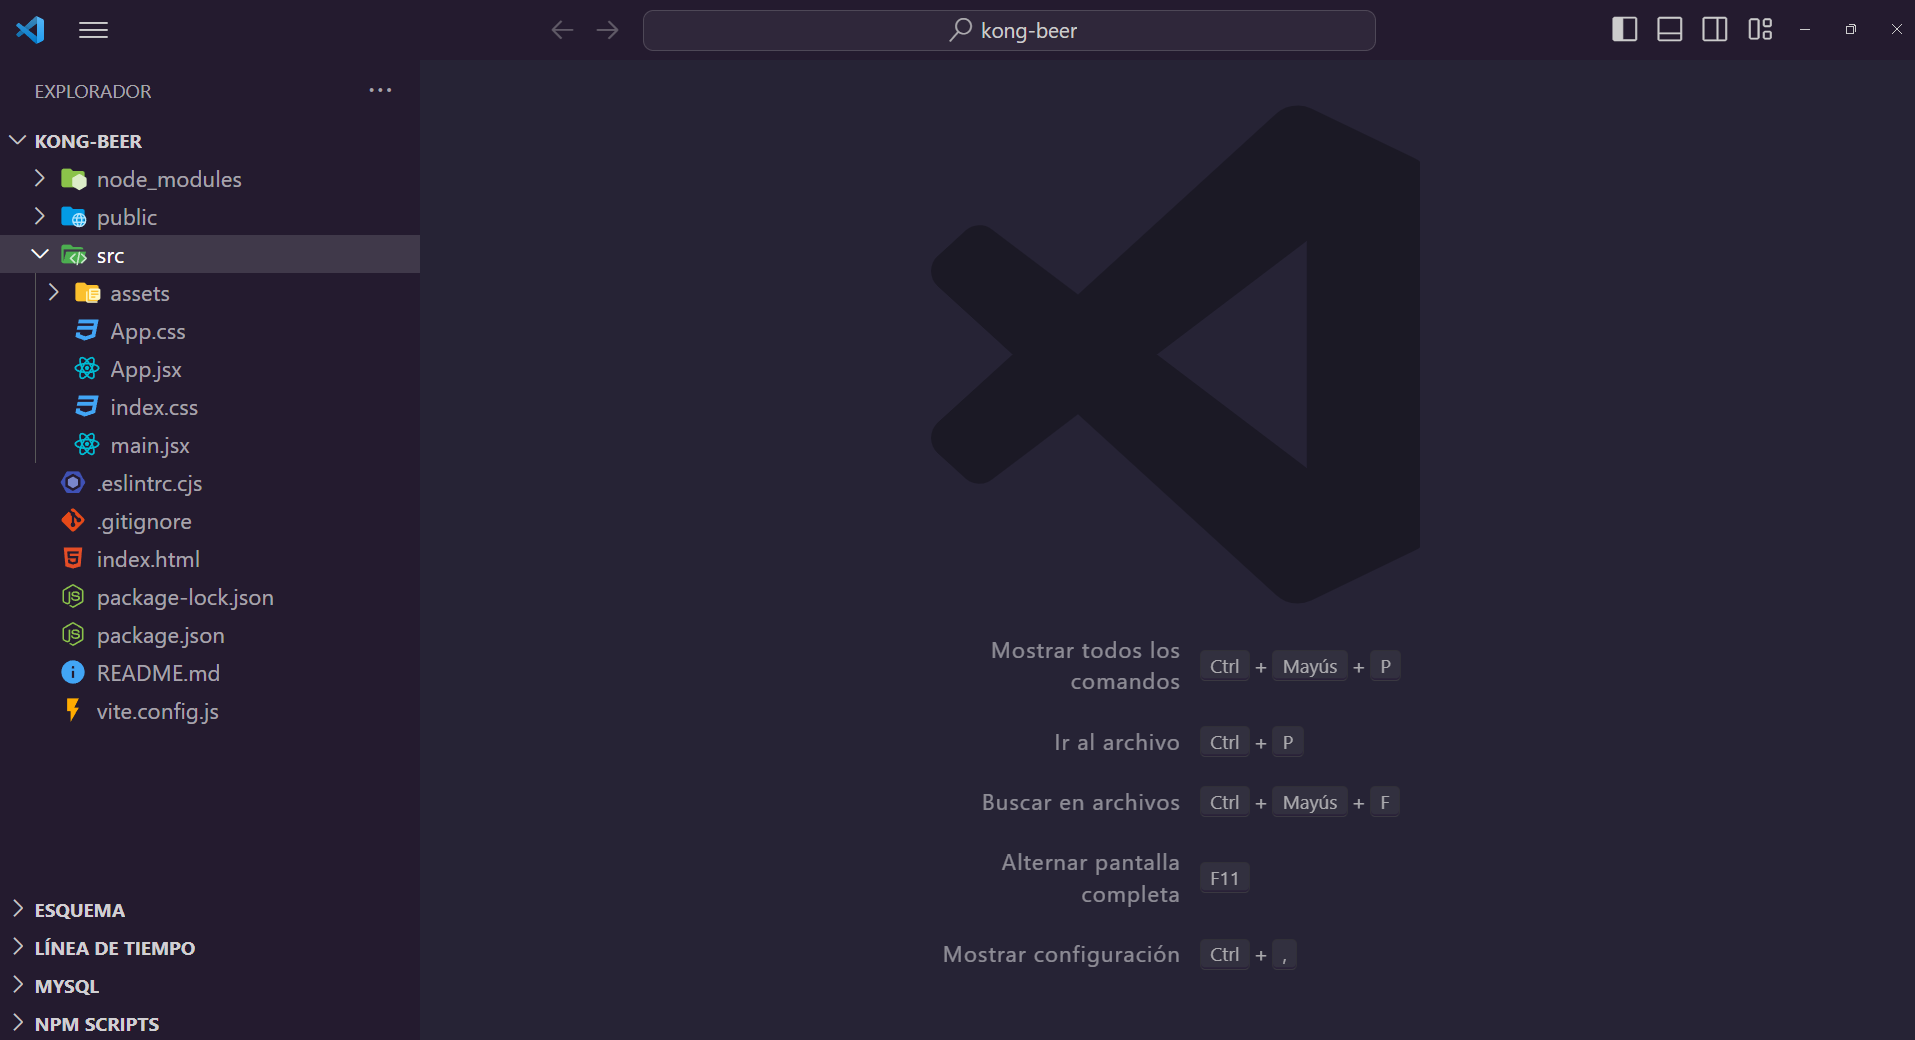 kong-beer
EXPLORADOR
KONG-BEER
node_modules
public
src
assets
App.css
App.jsx
index.css
main.jsx
.eslintrc.cjs
.gitignore
index.html
package-lock.json
package.json
README.md
vite.config.js
ESQUEMA
LÍNEA DE TIEMPO
MYSQL
NPM SCRIPTS
Mostrar todos los
comandos
Ctrl + Mayús + P
Ir al archivo Ctrl + P
Buscar en archivos Ctrl + Mayús + F
Alternar pantalla
completa
F11
Mostrar configuración Ctrl + ,